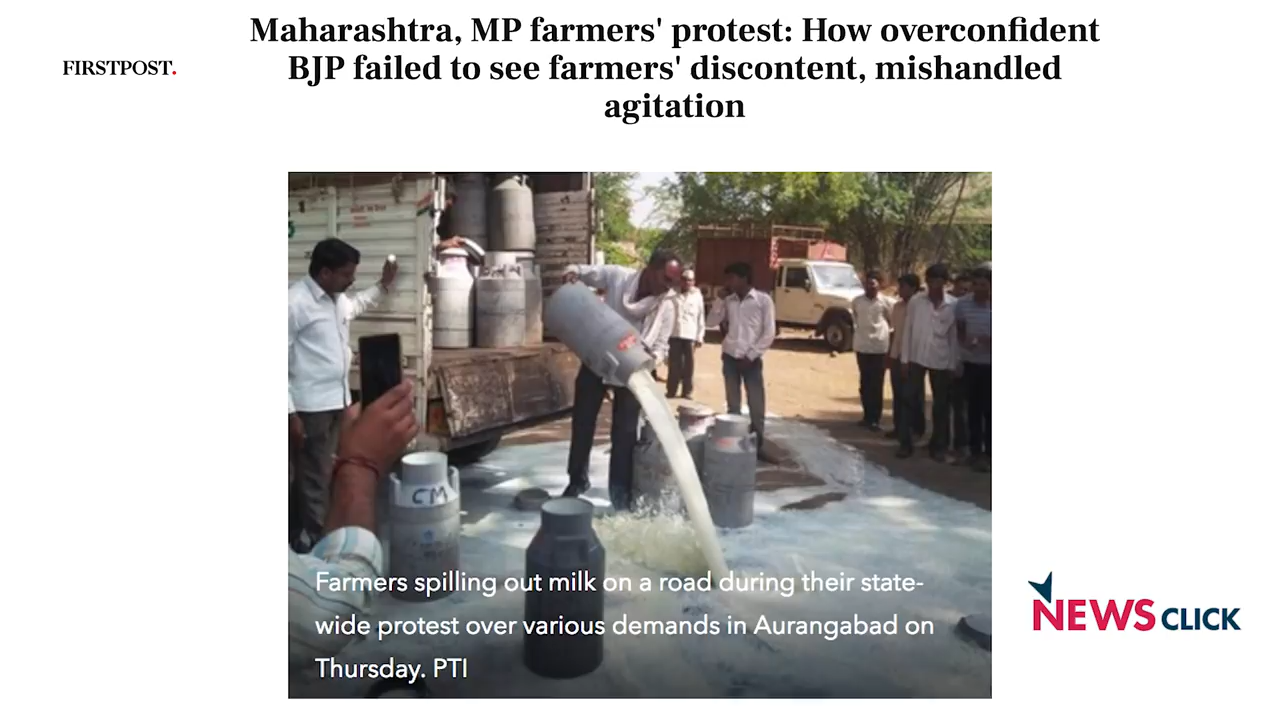 Maharashtra, MP farmers' protest: How overconfident
FIRSTPOST.
BJP failed to see farmers' discontent, mishandled
agitation
CM
Farmers spilling out milk on a road during their state-
wide protest over various demands in Aurangabad on
Thursday. PTI
NEWS CLICK